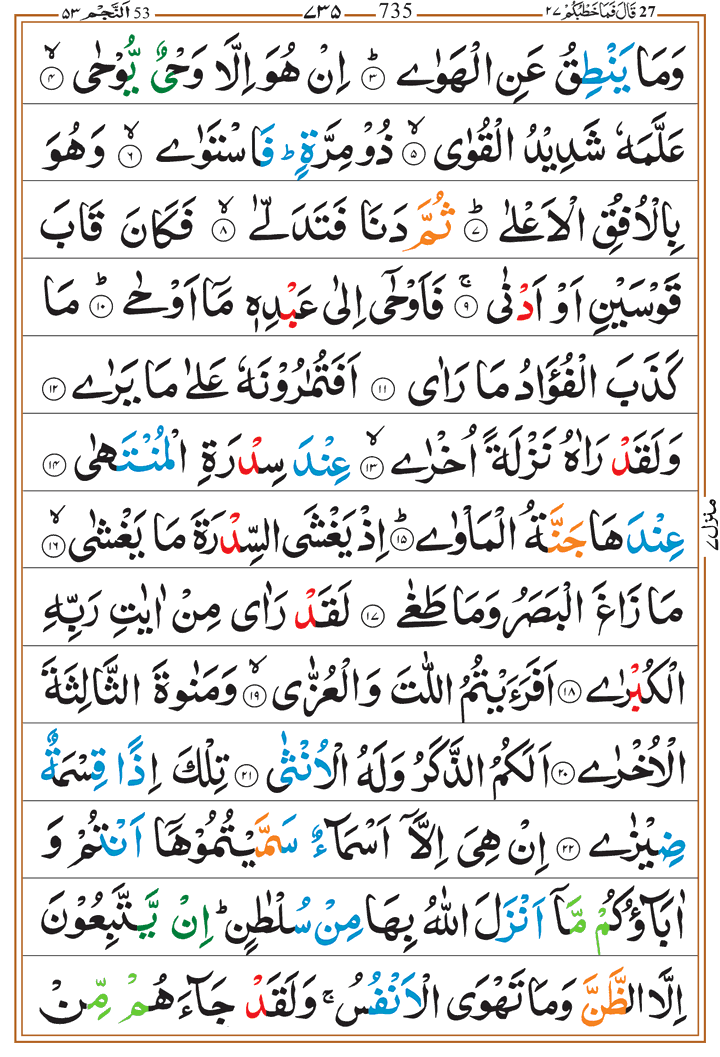 27 قَالَ فَمَا خَطْبُكُمْ ٢٧ 735 ٧٣٥ 53 اَلنَّجْم ٥٣
وَمَا يَنْطِقُ عَنِ الْهَوٰىؕ‏ ﴿۳﴾ اِنْ هُوَ اِلَّا وَحْىٌ يُّوْحٰىۙ‏ ﴿۴﴾
عَلَّمَهٗ شَدِيْدُ الْقُوٰىۙ‏ ﴿۵﴾ ذُوْ مِرَّةٍؕ فَاسْتَوٰىۙ‏ ﴿۶﴾ وَهُوَ
بِالْاُفُقِ الْاَعْلٰىؕ‏ ﴿۷﴾ ثُمَّ دَنَا فَتَدَلّٰىۙ‏ ﴿۸﴾ فَكَانَ قَابَ
قَوْسَيْنِ اَوْ اَدْنٰىۚ‏ ﴿۹﴾ فَاَوْحٰۤى اِلٰى عَبْدِهٖ مَاۤ اَوْحٰىؕ‏ ﴿۱۰﴾ مَا
كَذَبَ الْفُؤَادُ مَا رَاٰى ﴿۱۱﴾ اَفَتُمٰرُوْنَهٗ عَلٰى مَا يَرٰى ﴿۱۲﴾
وَلَقَدْ رَاٰهُ نَزْلَةً اُخْرٰىۙ‏ ﴿۱۳﴾ عِنْدَ سِدْرَةِ الْمُنْتَهٰى ﴿۱۴﴾
عِنْدَهَا جَنَّةُ الْمَاْوٰىؕ‏ ﴿۱۵﴾ اِذْ يَغْشَى السِّدْرَةَ مَا يَغْشٰىۙ‏ ﴿۱۶﴾
مَا زَاغَ الْبَصَرُ وَمَا طَغٰى ﴿۱۷﴾ لَقَدْ رَاٰى مِنْ اٰيٰتِ رَبِّهِ
الْكُبْرٰى ﴿۱۸﴾ اَفَرَءَيْتُمُ اللّٰتَ وَالْعُزّٰىۙ‏ ﴿۱۹﴾ وَمَنٰوةَ الثَّالِثَةَ
الْاُخْرٰى ﴿۲۰﴾ اَلَكُمُ الذَّكَرُ وَلَهُ الْاُنْثٰى ﴿۲۱﴾ تِلْكَ اِذًا قِسْمَةٌ
ضِيْزٰى ﴿۲۲﴾ اِنْ هِىَ اِلَّاۤ اَسْمَآءٌ سَمَّيْتُمُوْهَاۤ اَنْتُمْ وَ
اٰبَآؤُكُمْ مَّاۤ اَنْزَلَ اللّٰهُ بِهَا مِنْ سُلْطٰنٍؕ اِنْ يَّتَّبِعُوْنَ
اِلَّا الظَّنَّ وَمَا تَهْوَى الْاَنْفُسُۚ وَلَقَدْ جَآءَهُمْ مِّنْ
منزل ٧